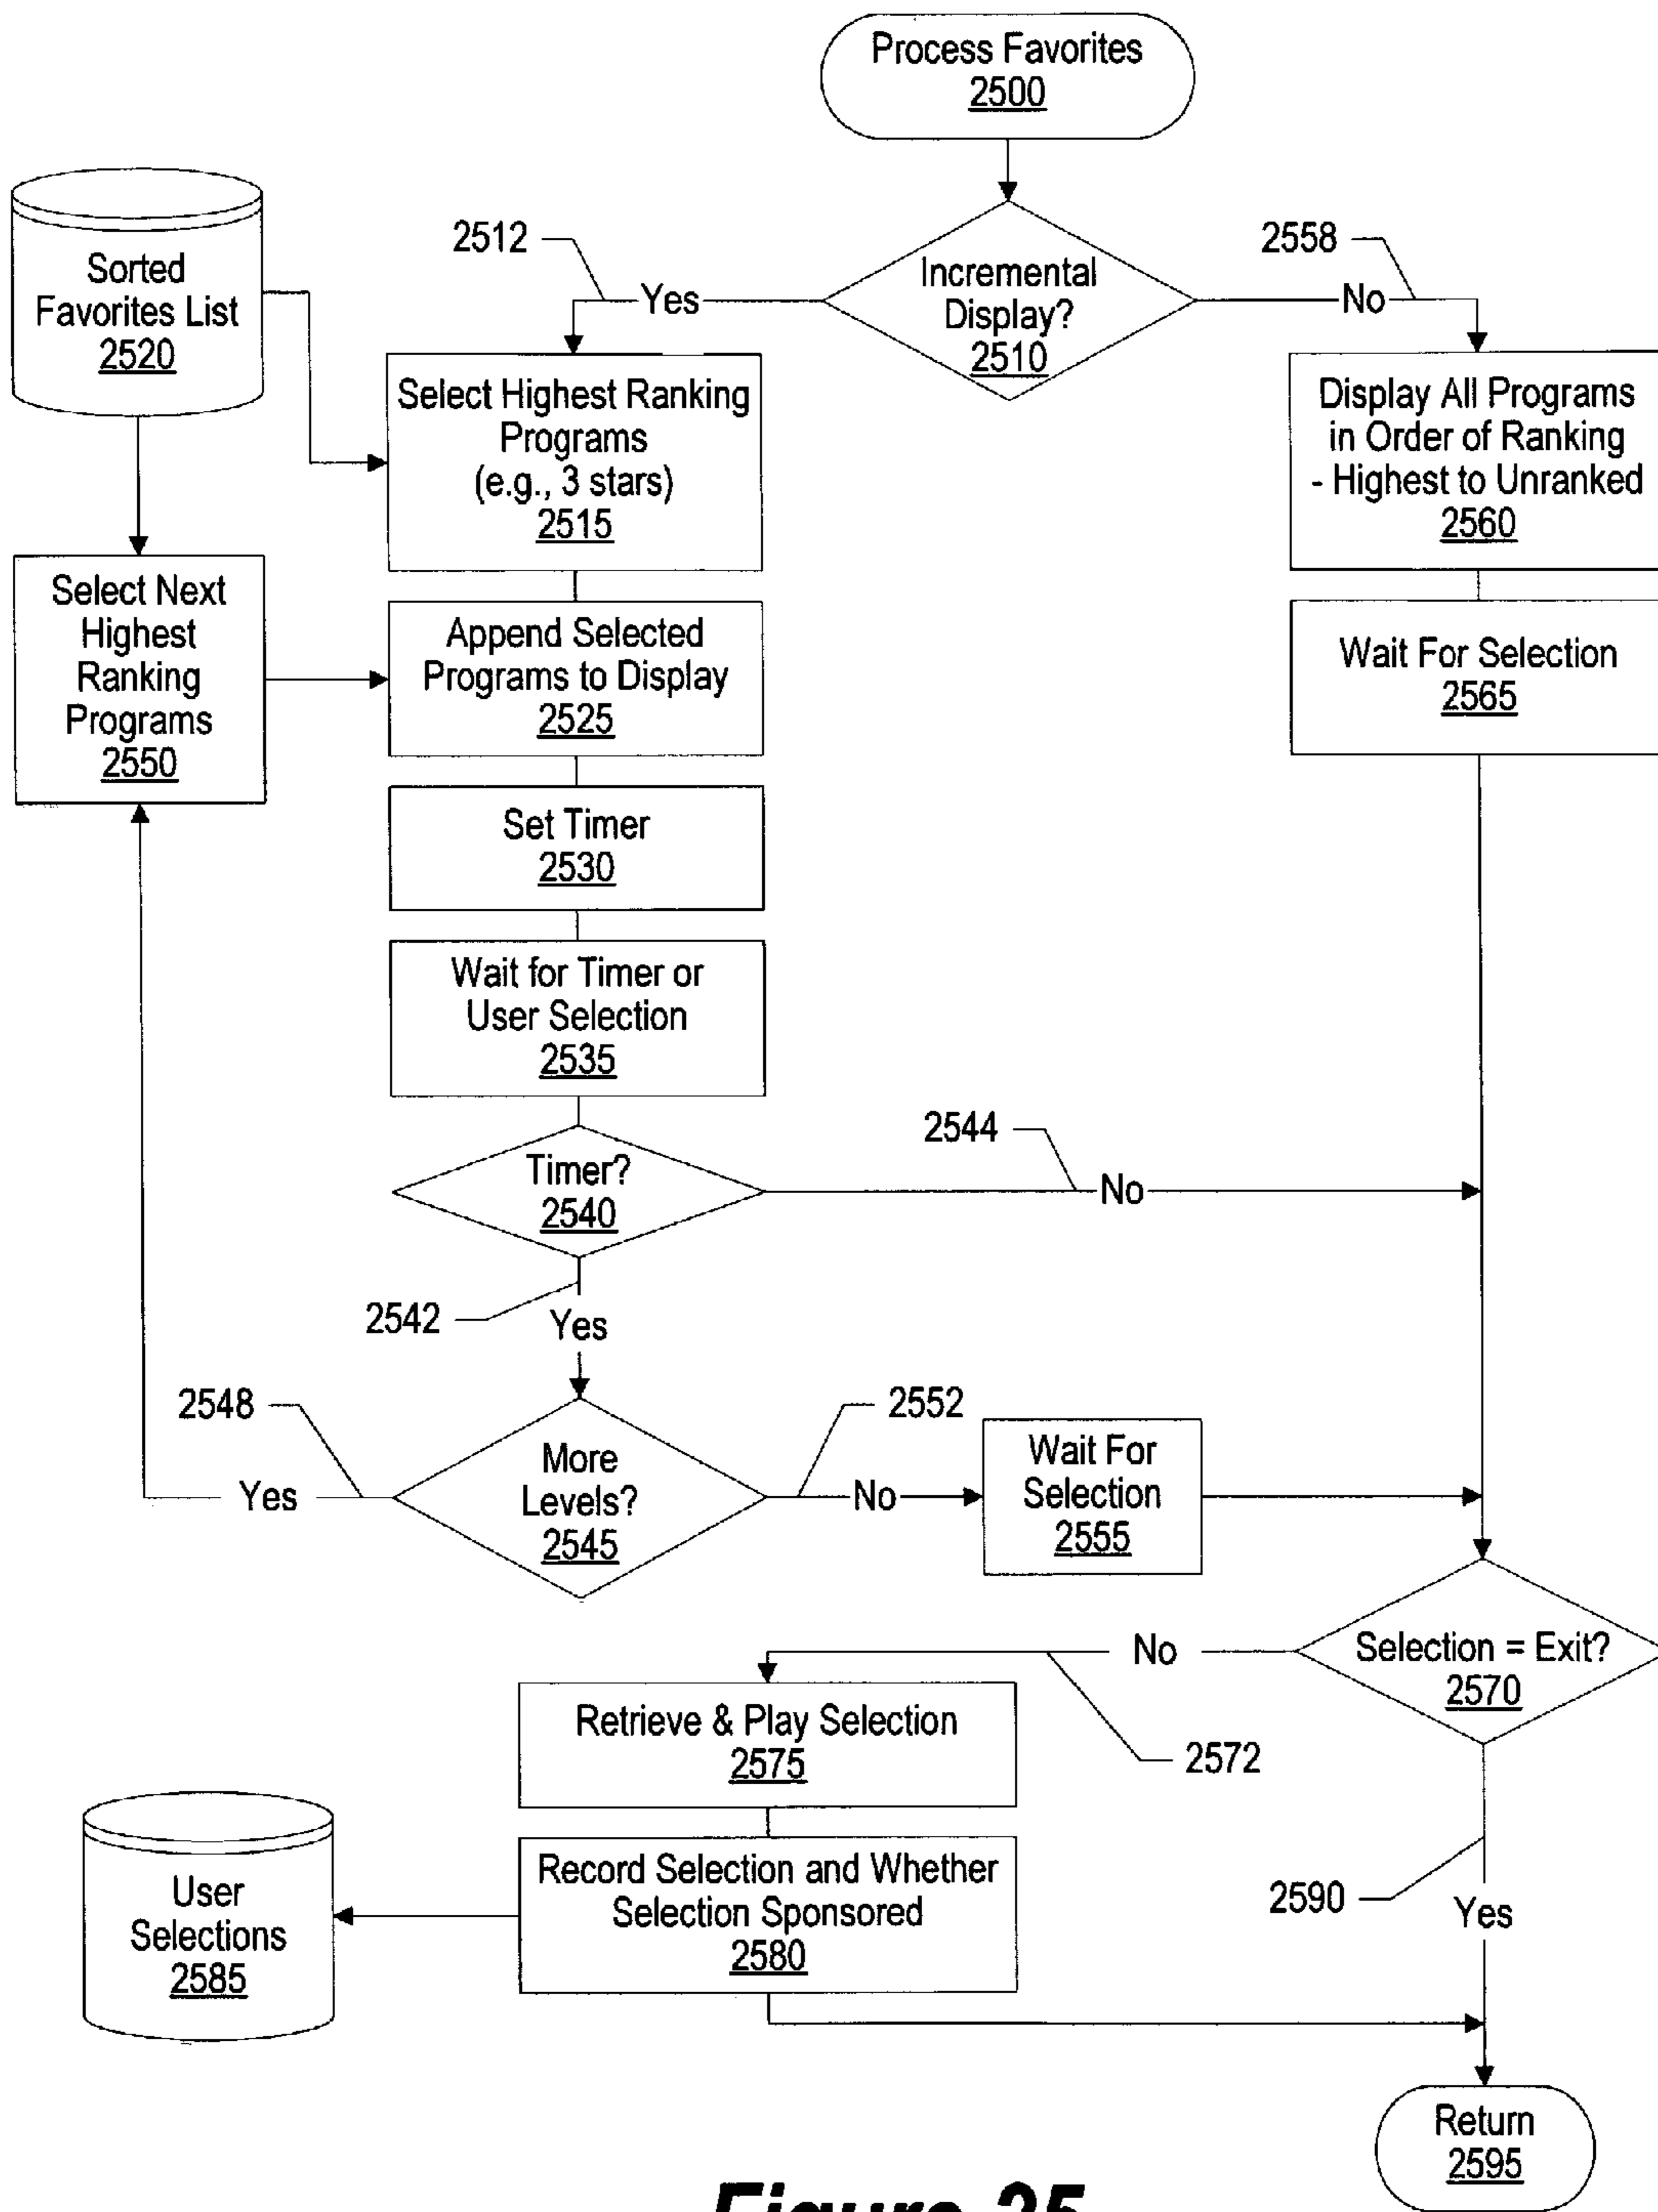 Process Favorites
2500
Sorted
Favorites List
2520
2512
Yes
Incremental
Display?
2510
2558
No
Select Highest Ranking
Programs
(e.g., 3 stars)
2515
Display All Programs
in Order of Ranking
- Highest to Unranked
2560
Select Next
Highest
Ranking
Programs
2550
Append Selected
Programs to Display
2525
Wait For Selection
2565
Set Timer
2530
Wait for Timer or
User Selection
2535
Timer?
2540
2544
No
2542
Yes
2548
Yes
More
Levels?
2545
2552
No
Wait For
Selection
2555
Selection = Exit?
2570
No
2572
Retrieve & Play Selection
2575
Record Selection and Whether
Selection Sponsored
2580
User
Selections
2585
2590
Yes
Return
2595
Figure 25